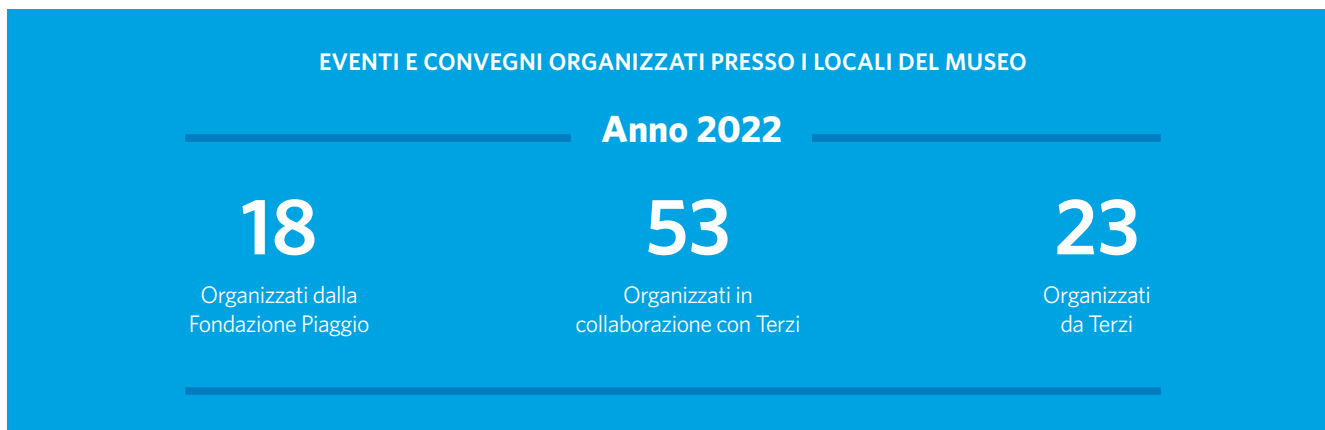 EVENTI E CONVEGNI ORGANIZZATI PRESSO I LOCALI DEL MUSEO
Anno 2022
18
Organizzati dalla
Fondazione Piaggio
53
Organizzati in
collaborazione con Terzi
23
Organizzati
da Terzi